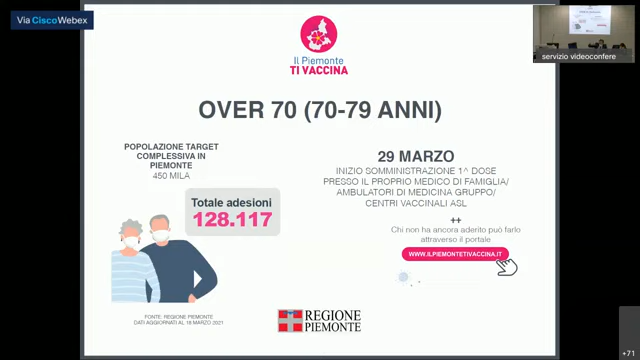 Via Cisco Webex
servizio videoconfere
Il Piemonte
TI VACCINA
OVER 70 (70-79 ANNI)
POPOLAZIONE TARGET
COMPLESSIVA IN
PIEMONTE
450 MILA
Totale adesioni
128.117
29 MARZO
INIZIO SOMMINISTRAZIONE 1^ DOSE
PRESSO IL PROPRIO MEDICO DI FAMIGLIA/
AMBULATORI DI MEDICINA GRUPPO/
CENTRI VACCINALI ASL
++
Chi non ha ancora aderito può farlo
attraverso il portale
WWW.ILPIEMONTETIVACCINA.IT
FONTE: REGIONE PIEMONTE
DATI AGGIORNATI AL 18 MARZO 2021
REGIONE
PIEMONTE
+71